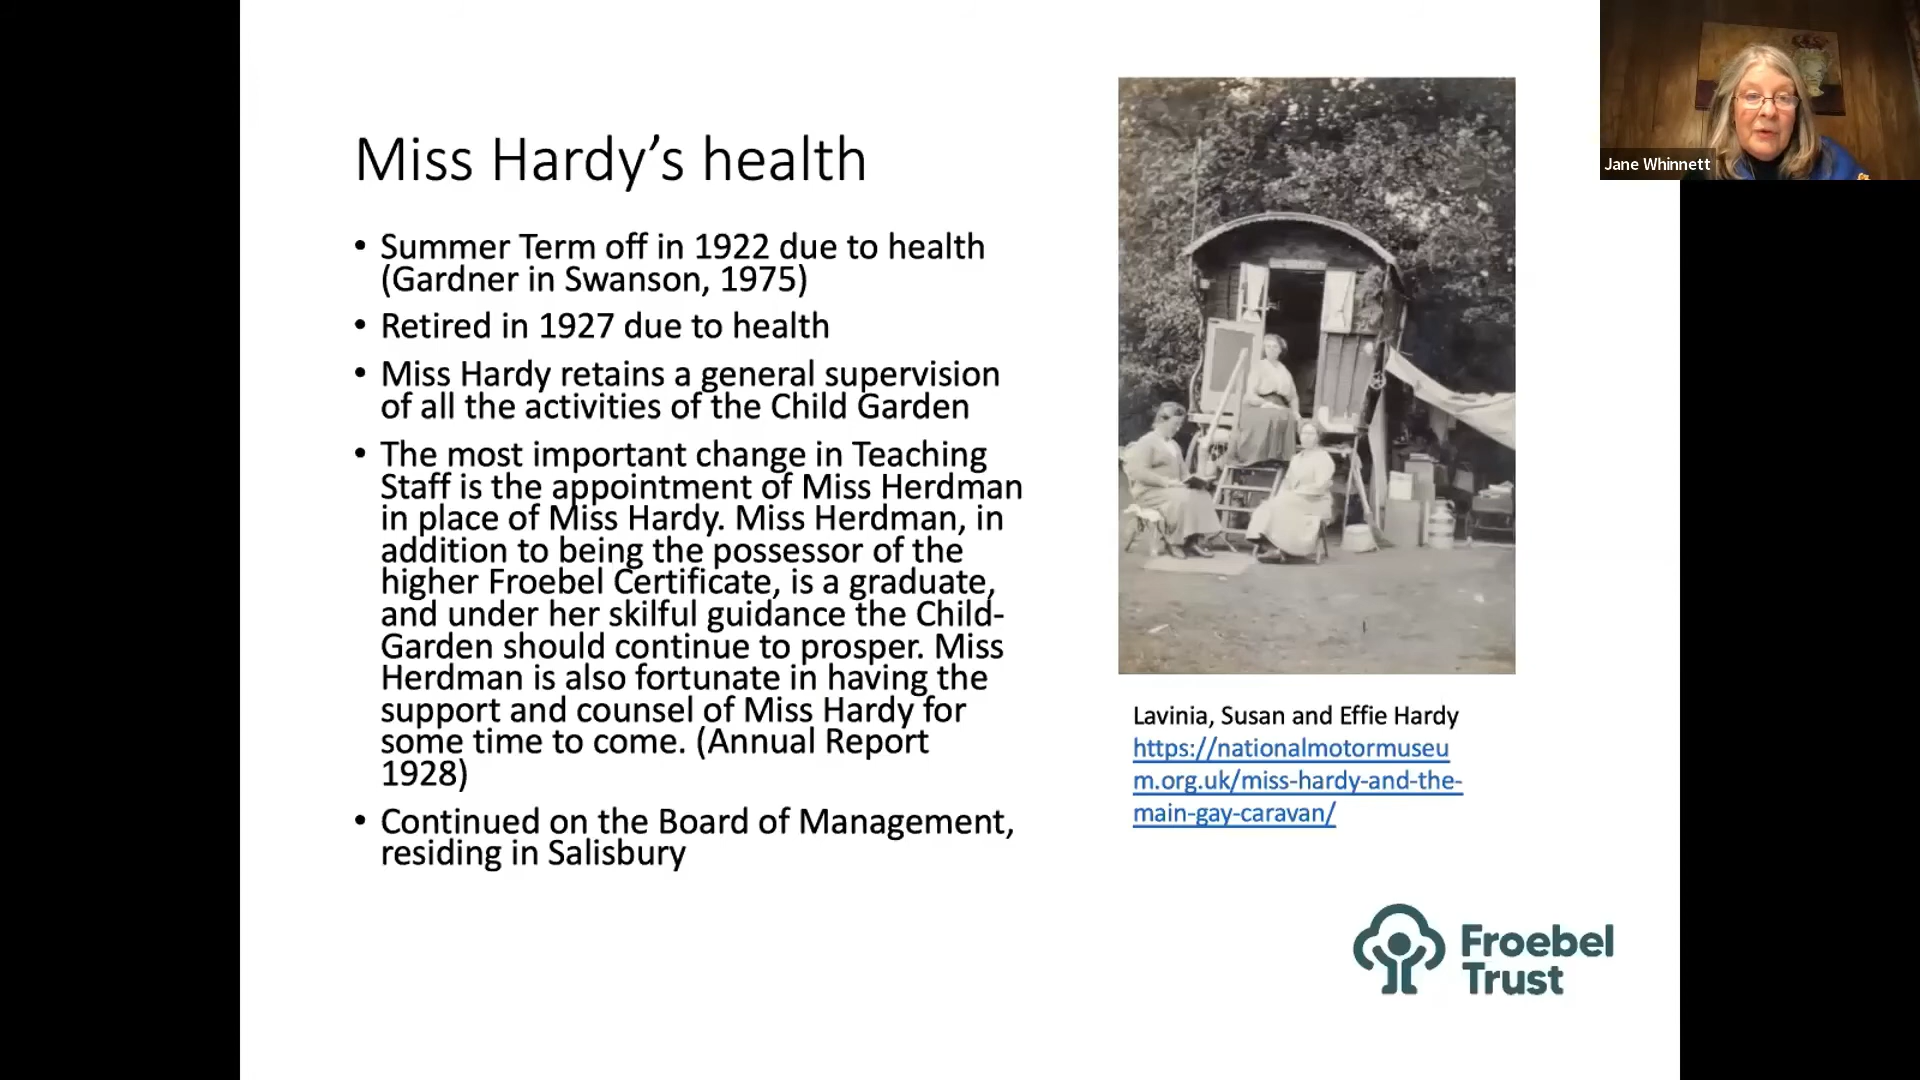 Miss Hardy’s health
• Summer Term off in 1922 due to health
(Gardner in Swanson, 1975)
• Retired in 1927 due to health
• Miss Hardy retains a general supervision
of all the activities of the Child Garden
• The most important change in Teaching
Staff is the appointment of Miss Herdman
in place of Miss Hardy. Miss Herdman, in
addition to being the possessor of the
higher Froebel Certificate, is a graduate,
and under her skilful guidance the Child-
Garden should continue to prosper. Miss
Herdman is also fortunate in having the
support and counsel of Miss Hardy for
some time to come. (Annual Report
1928)
• Continued on the Board of Management,
residing in Salisbury
Lavinia, Susan and Effie Hardy
https://nationalmotormuseu
m.org.uk/miss-hardy-and-the-
main-gay-caravan/
Froebel
Trust
Jane Whinnett